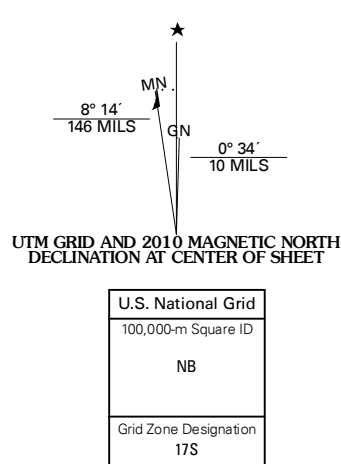 ★
MN
8° 14´
146 MILS
GN
0° 34´
10 MILS
UTM GRID AND 2010 MAGNETIC NORTH
DECLINATION AT CENTER OF SHEET
U.S. National Grid
100,000-m Square ID
NB
Grid Zone Designation
17S